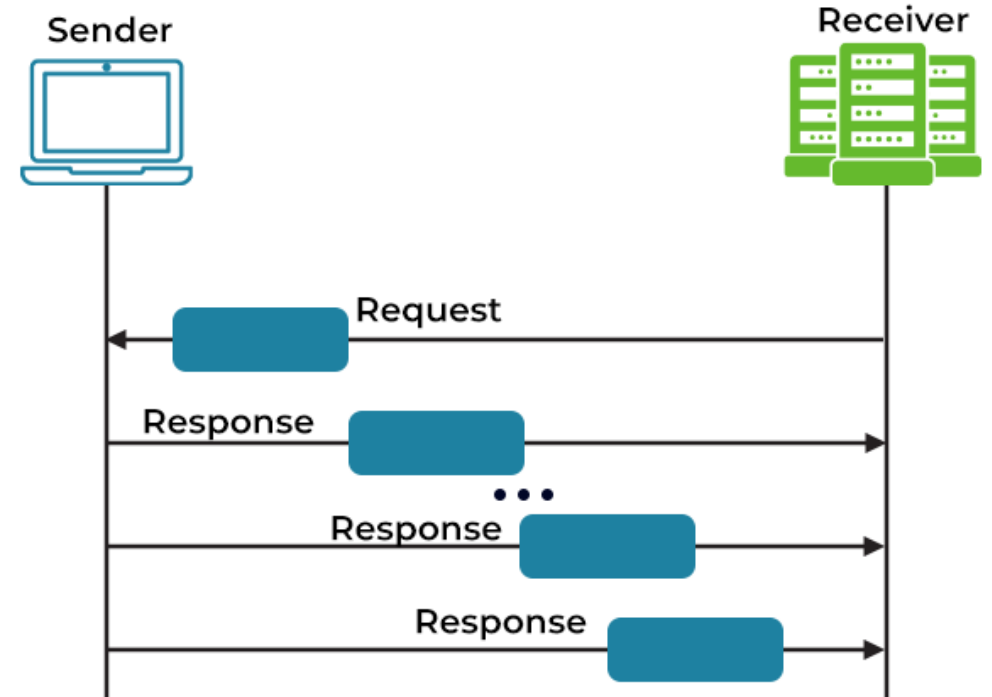 Sender
Receiver
Request
Response
Response
Response